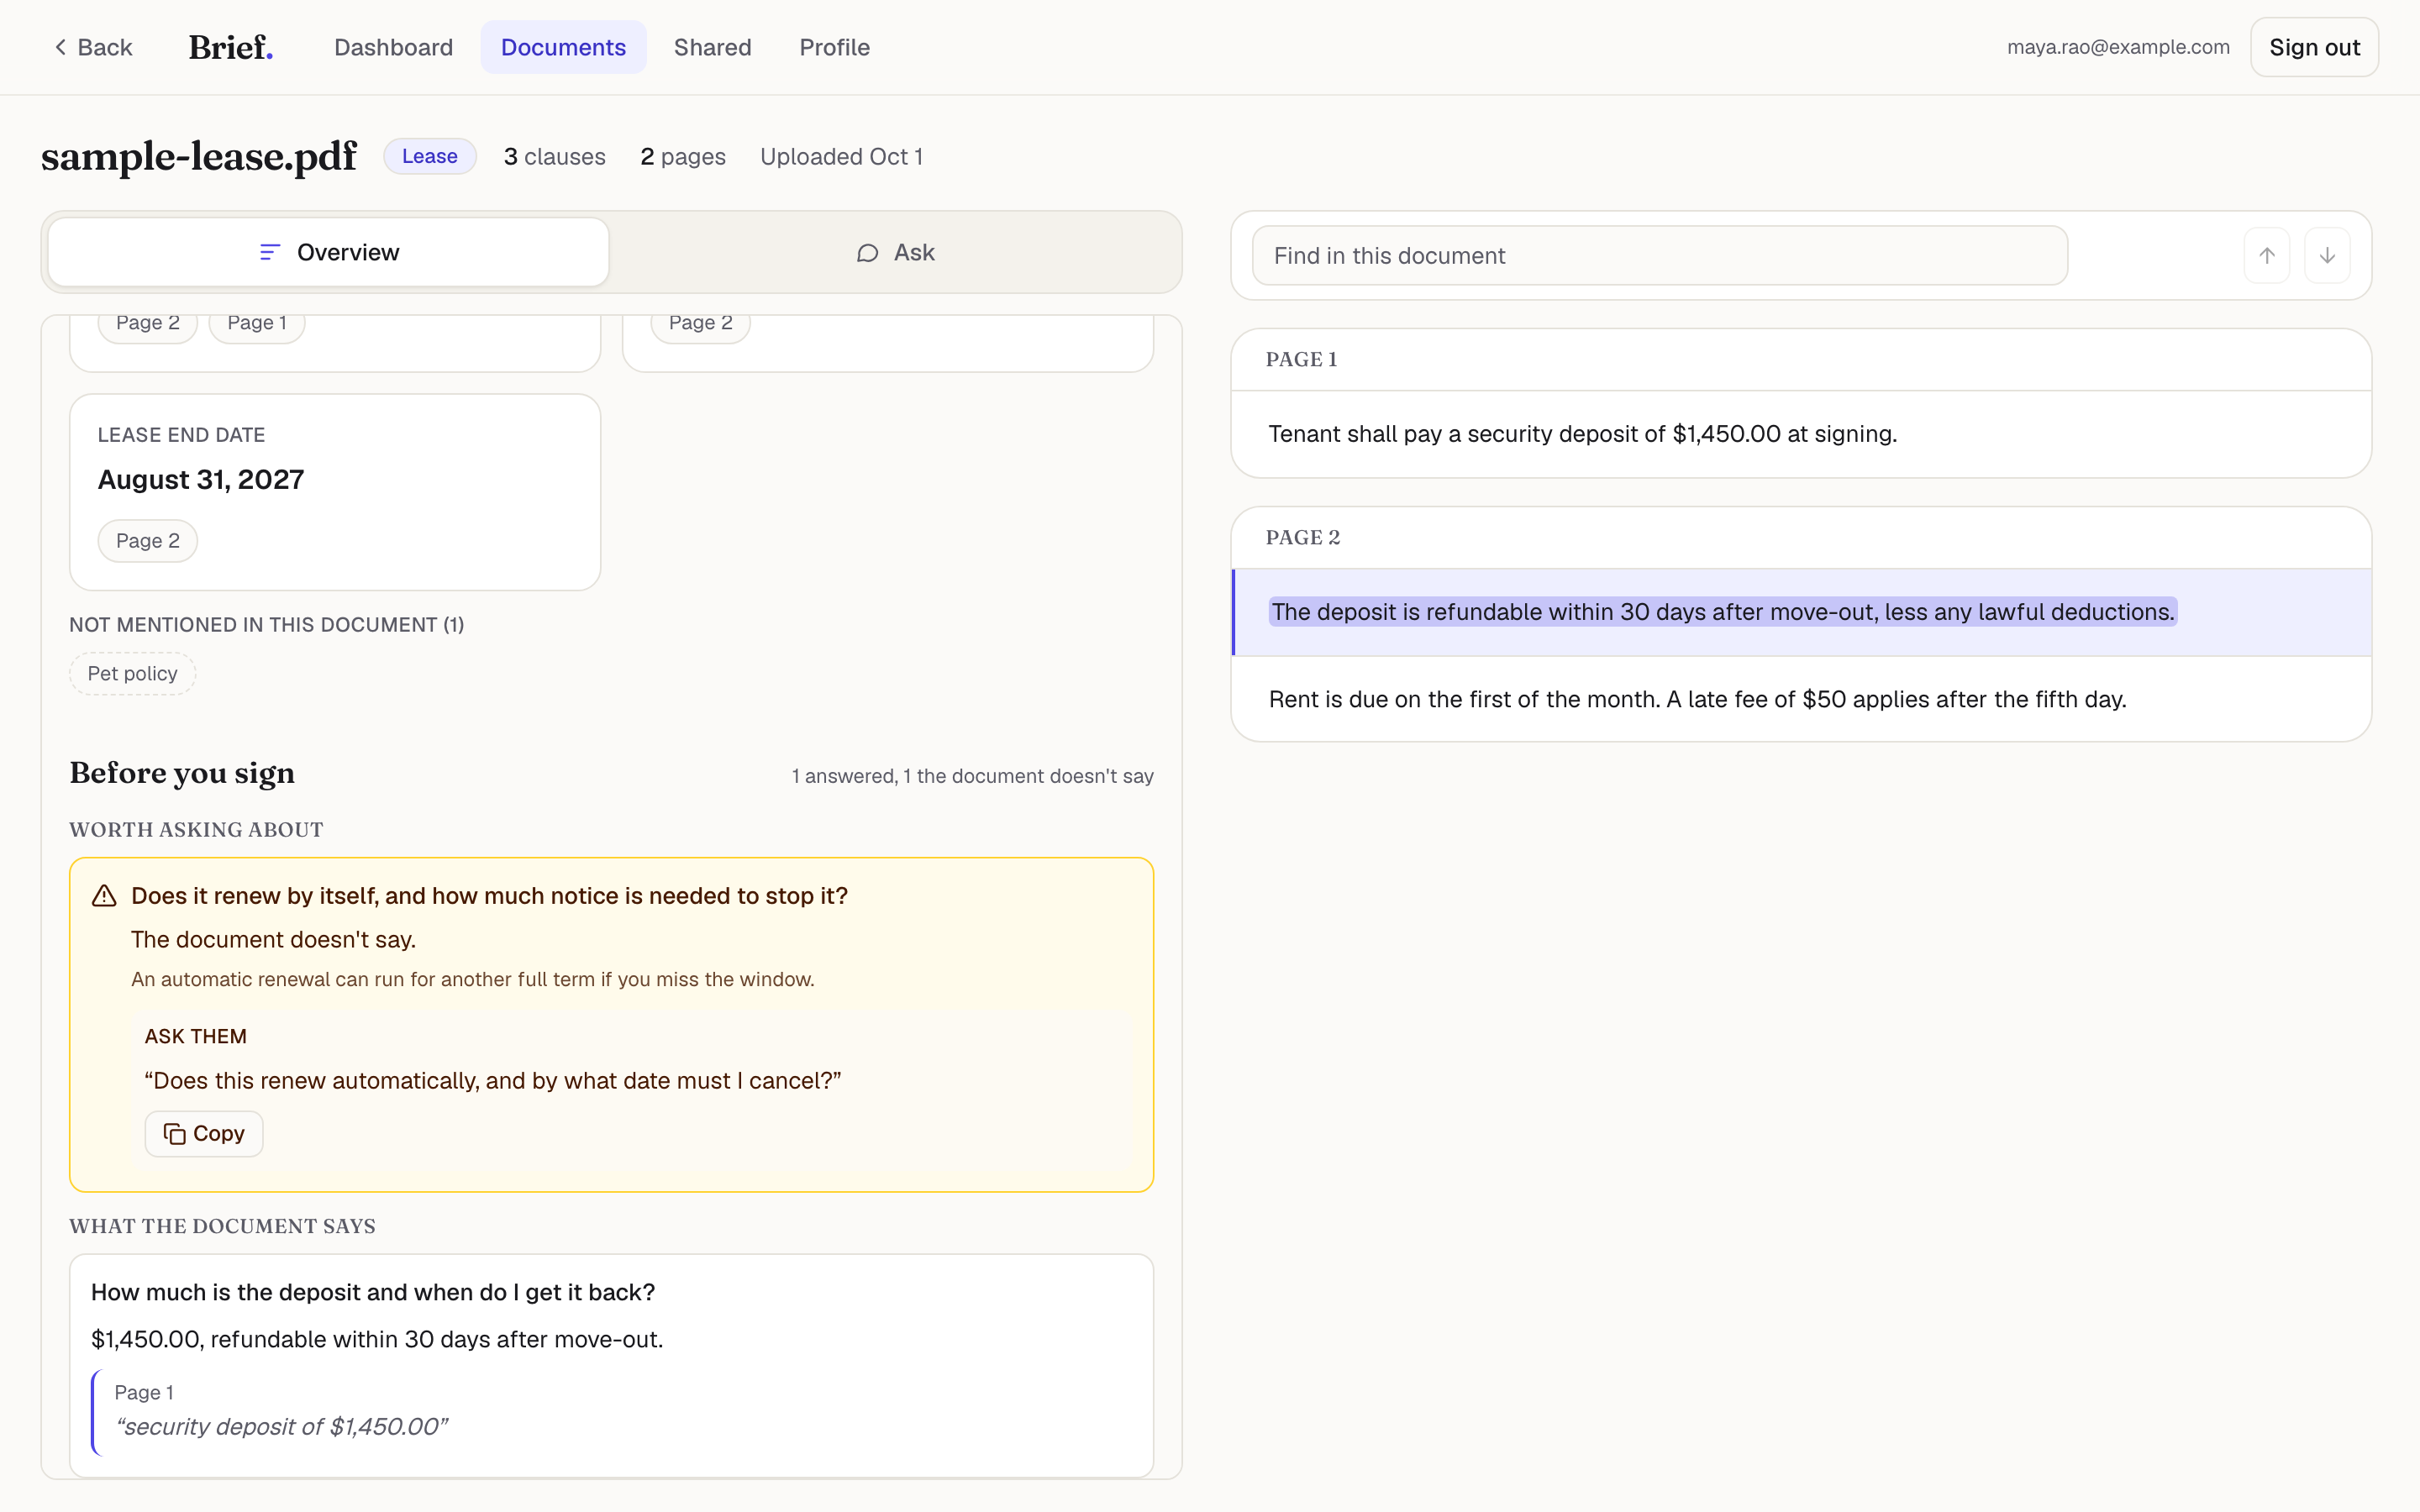 Back
Brief.
Dashboard
Documents
Shared
Profile
maya.rao@example.com
Sign out
sample-lease.pdf
Lease
3 clauses
2 pages
Uploaded Oct 1
Overview
Ask
Page 2
Page 1
Page 2
LEASE END DATE
August 31, 2027
Page 2
NOT MENTIONED IN THIS DOCUMENT (1)
Pet policy
Before you sign
1 answered, 1 the document doesn't say
WORTH ASKING ABOUT
Does it renew by itself, and how much notice is needed to stop it?
The document doesn't say.
An automatic renewal can run for another full term if you miss the window.
ASK THEM
“Does this renew automatically, and by what date must I cancel?”
Copy
WHAT THE DOCUMENT SAYS
How much is the deposit and when do I get it back?
$1,450.00, refundable within 30 days after move-out.
Page 1
“security deposit of $1,450.00”
Find in this document
PAGE 1
Tenant shall pay a security deposit of $1,450.00 at signing.
PAGE 2
The deposit is refundable within 30 days after move-out, less any lawful deductions.
Rent is due on the first of the month. A late fee of $50 applies after the fifth day.